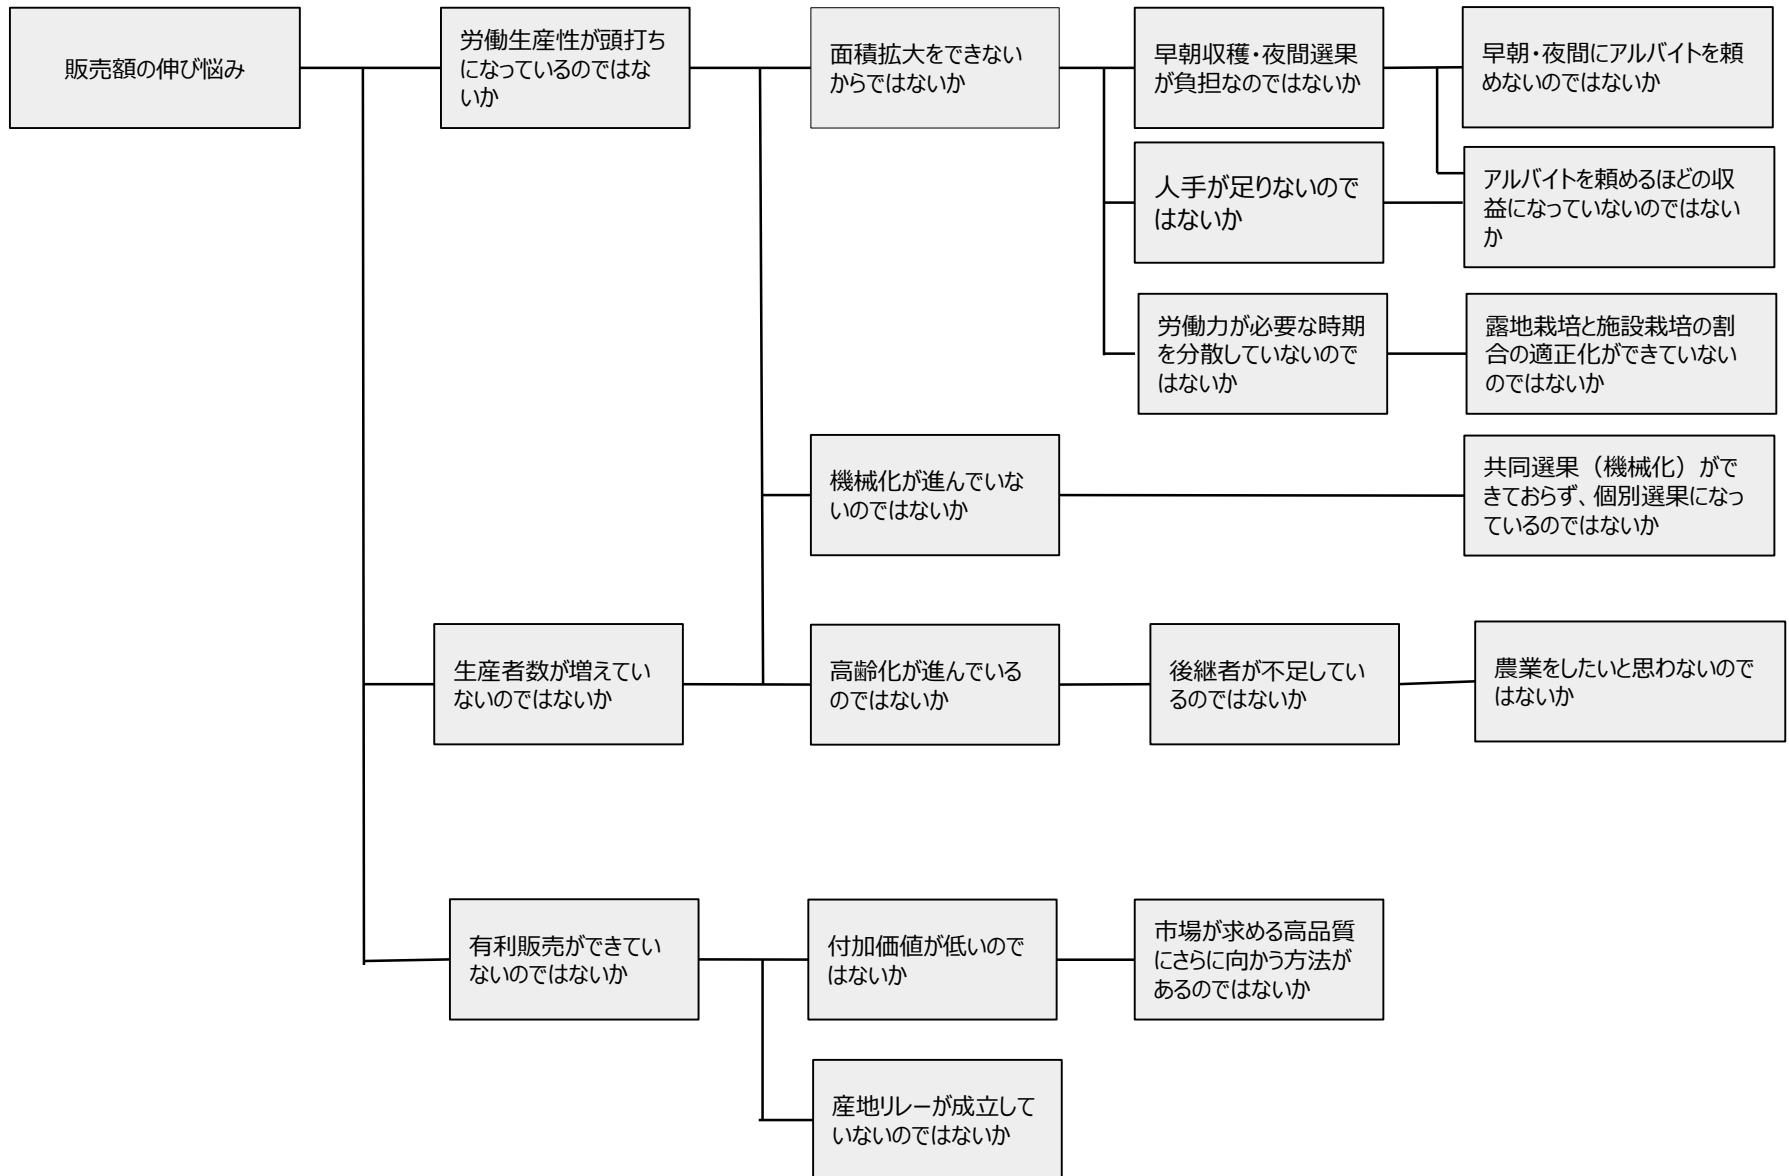 販売額の伸び悩み
労働生産性が頭打ち
になっているのではな
いか
面積拡大をできない
からではないか
早朝収穫・夜間選果
が負担なのではないか
早朝・夜間にアルバイトを頼
めないのではないか
人手が足りないので
はないか
アルバイトを頼めるほどの収
益になっていないのではない
か
労働力が必要な時期
を分散していないので
はないか
露地栽培と施設栽培の割
合の適正化ができていない
のではないか
機械化が進んでいな
いのではないか
共同選果（機械化）がで
きておらず、個別選果になっ
ているのではないか
生産者数が増えてい
ないのではないか
高齢化が進んでいる
のではないか
後継者が不足してい
るのではないか
農業をしたいと思わないので
はないか
有利販売ができてい
ないのではないか
付加価値が低いので
はないか
市場が求める高品質
にさらに向かう方法が
あるのではないか
産地リレーが成立して
いないのではないか